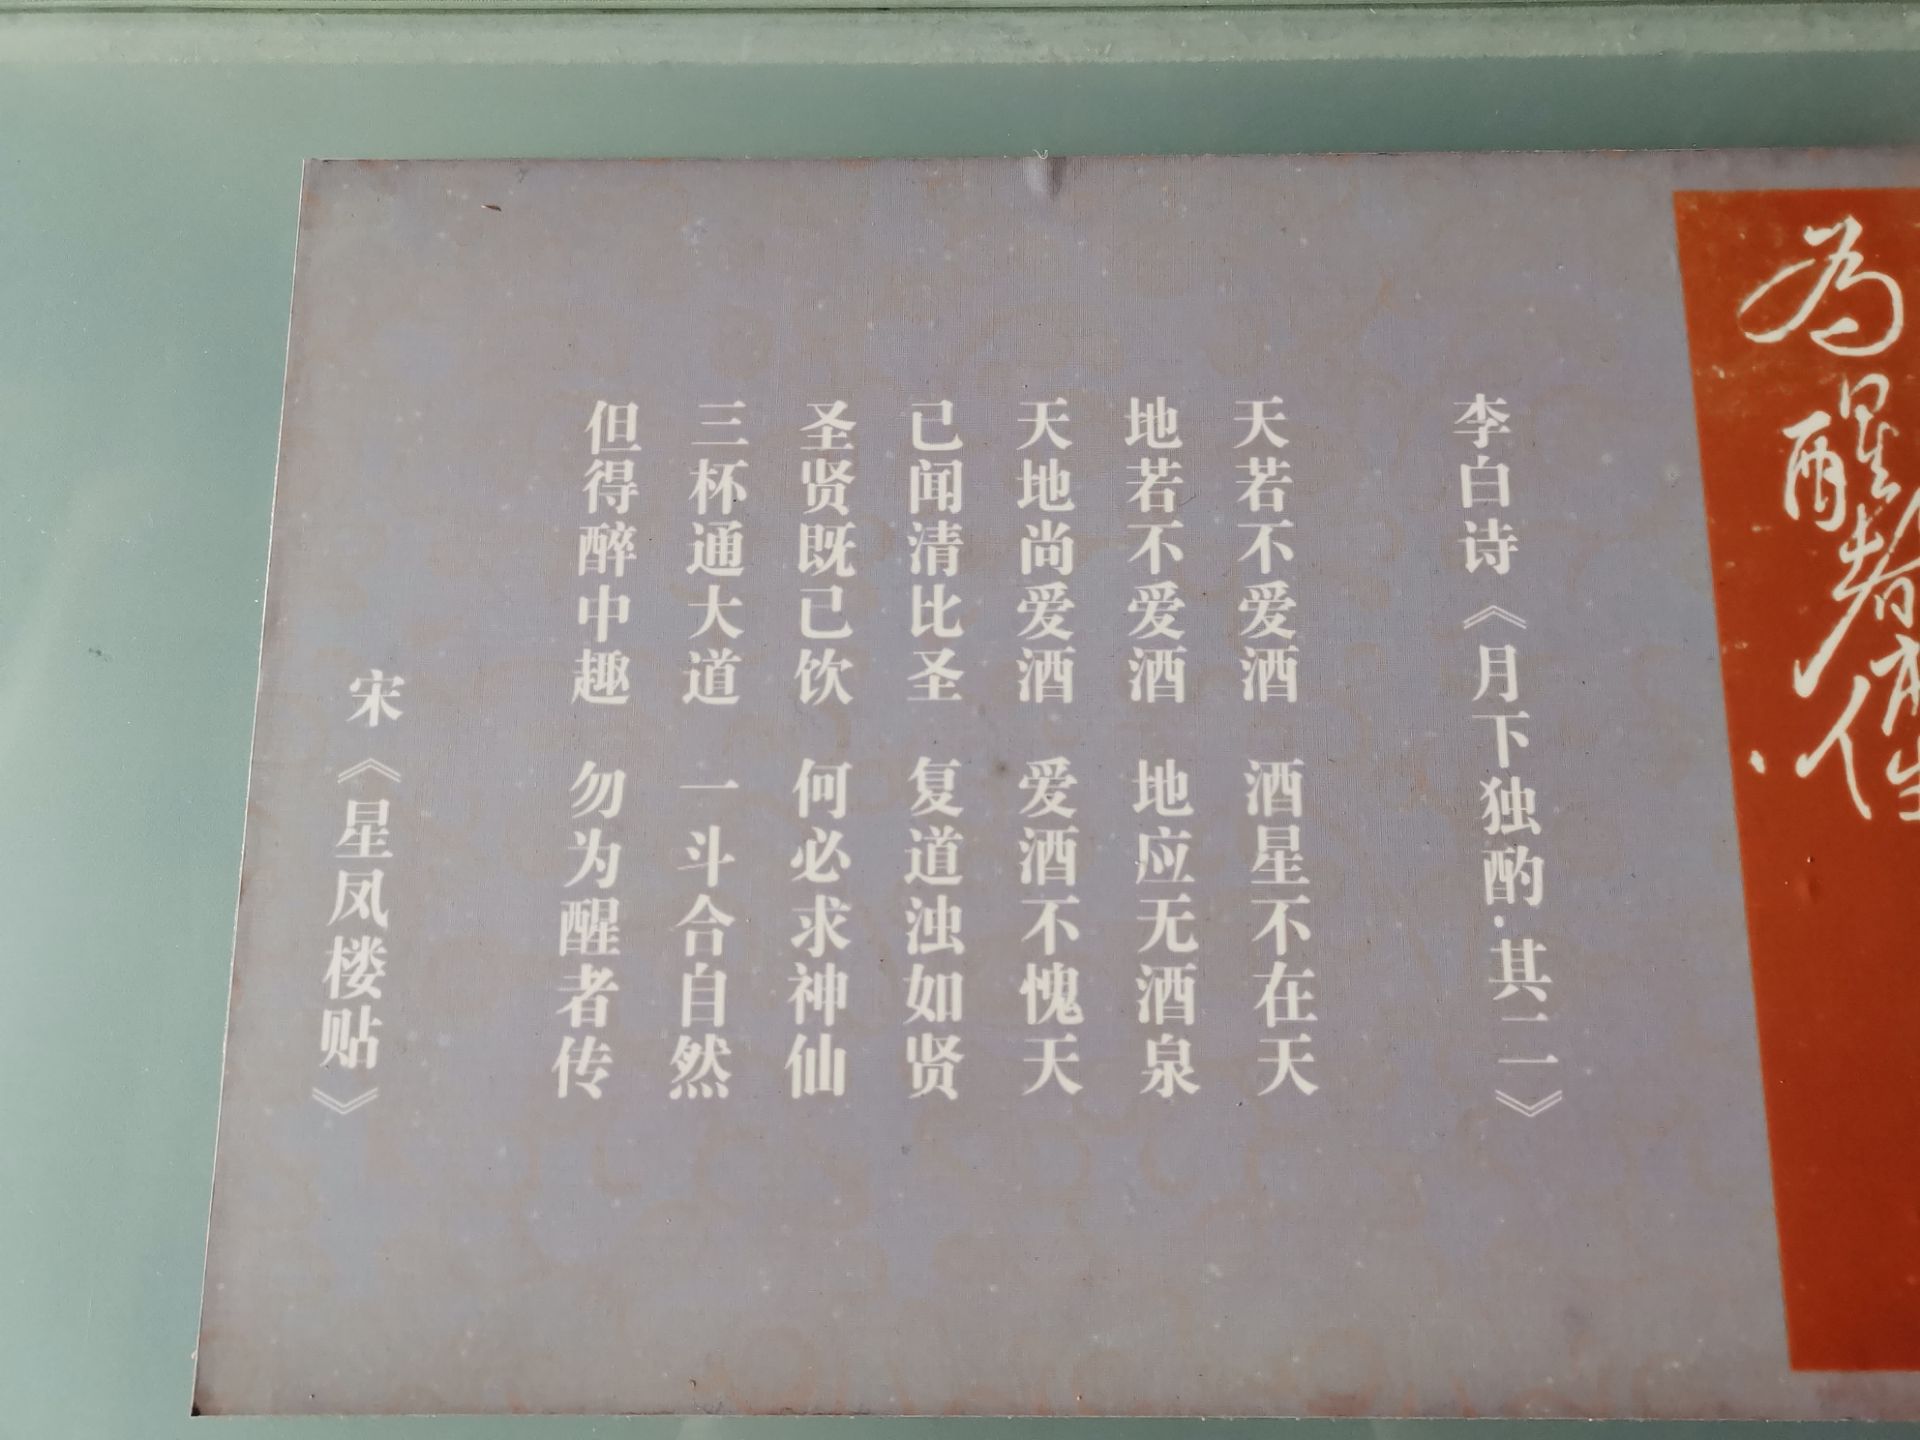 為醒者傳
李白诗《月下独酌·其二》
天若不爱酒 酒星不在天
地若不爱酒 地应无酒泉
天地尚爱酒 爱酒不愧天
已闻清比圣 复道浊如贤
圣贤既已饮 何必求神仙
三杯通大道 一斗合自然
但得醉中趣 勿为醒者传
宋《星凤楼贴》